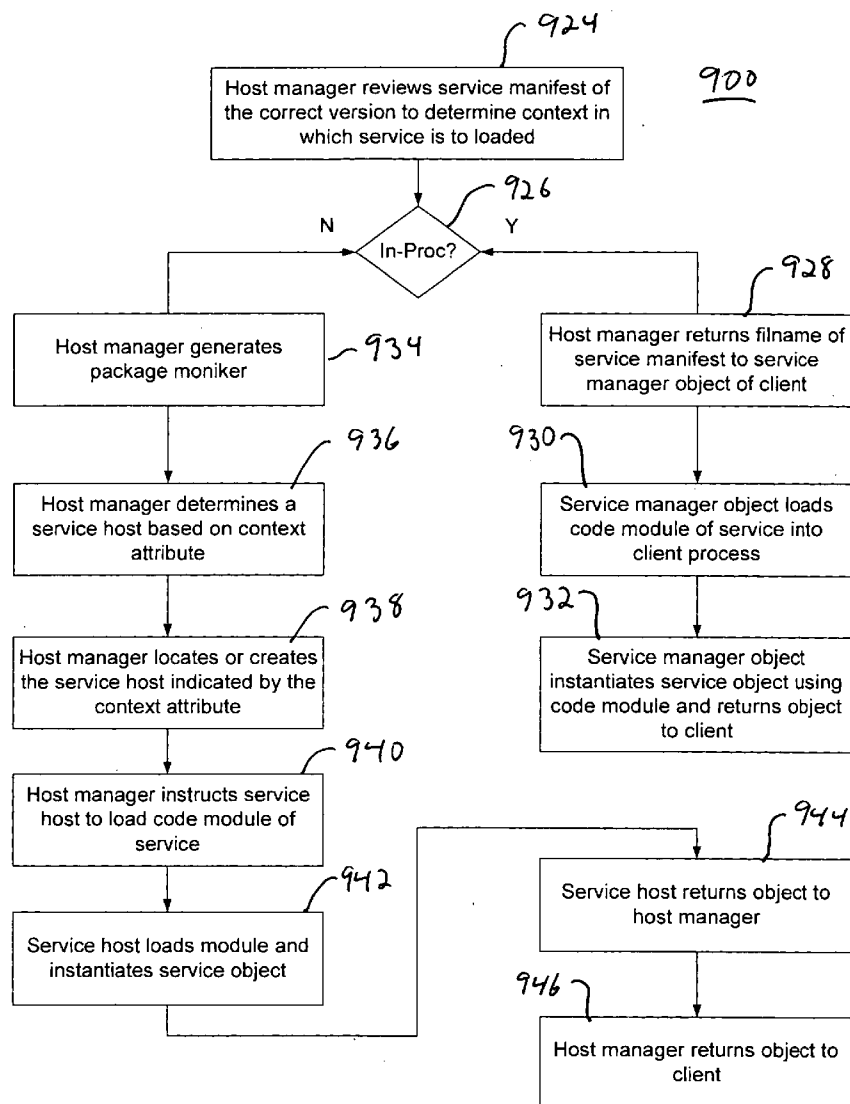 924
900
Host manager reviews service manifest of
the correct version to determine context in
which service is to loaded
926
N
Y
In-Proc?
928
Host manager generates
package moniker
934
Host manager returns filname of
service manifest to service
manager object of client
936
930
Host manager determines a
service host based on context
attribute
Service manager object loads
code module of service into
client process
938
932
Host manager locates or creates
the service host indicated by the
context attribute
Service manager object
instantiates service object using
code module and returns object
to client
940
Host manager instructs service
host to load code module of
service
944
942
Service host returns object to
host manager
Service host loads module and
instantiates service object
946
Host manager returns object to
client